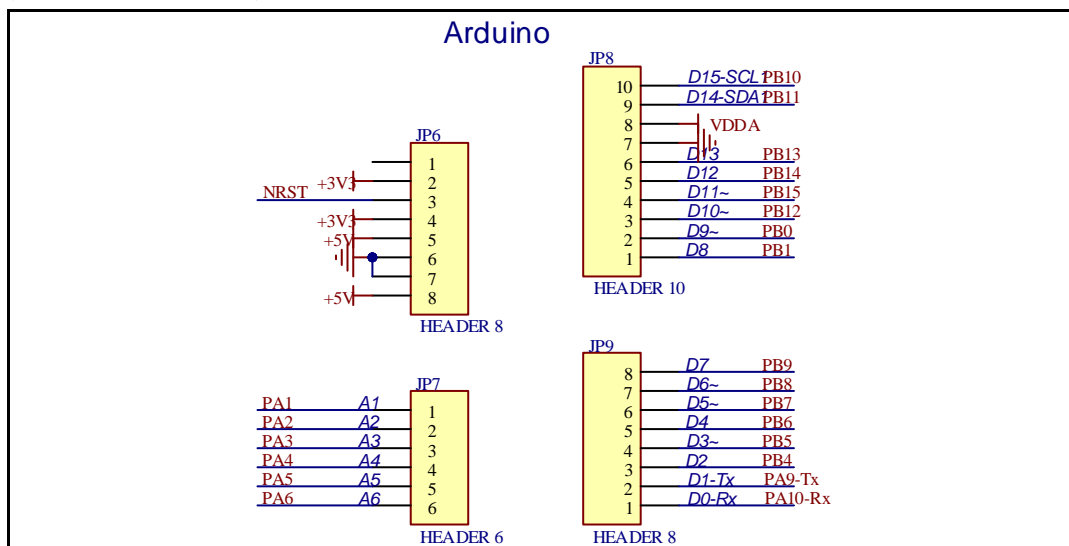 Arduino
JP8
10 D15-SCL1 PB10
9 D14-SDA1 PB11
8 VDDA
7
6 D13 PB13
5 D12 PB14
4 D11~ PB15
3 D10~ PB12
2 D9~ PB0
1 D8 PB1
HEADER 10
JP6
1
+3V3 2
NRST 3
+3V3 4
+5V 5
6
7
+5V 8
HEADER 8
JP7
PA1 A1 1
PA2 A2 2
PA3 A3 3
PA4 A4 4
PA5 A5 5
PA6 A6 6
HEADER 6
JP9
8 D7 PB9
7 D6~ PB8
6 D5~ PB7
5 D4 PB6
4 D3~ PB5
3 D2 PB4
2 D1-Tx PA9-Tx
1 D0-Rx PA10-Rx
HEADER 8